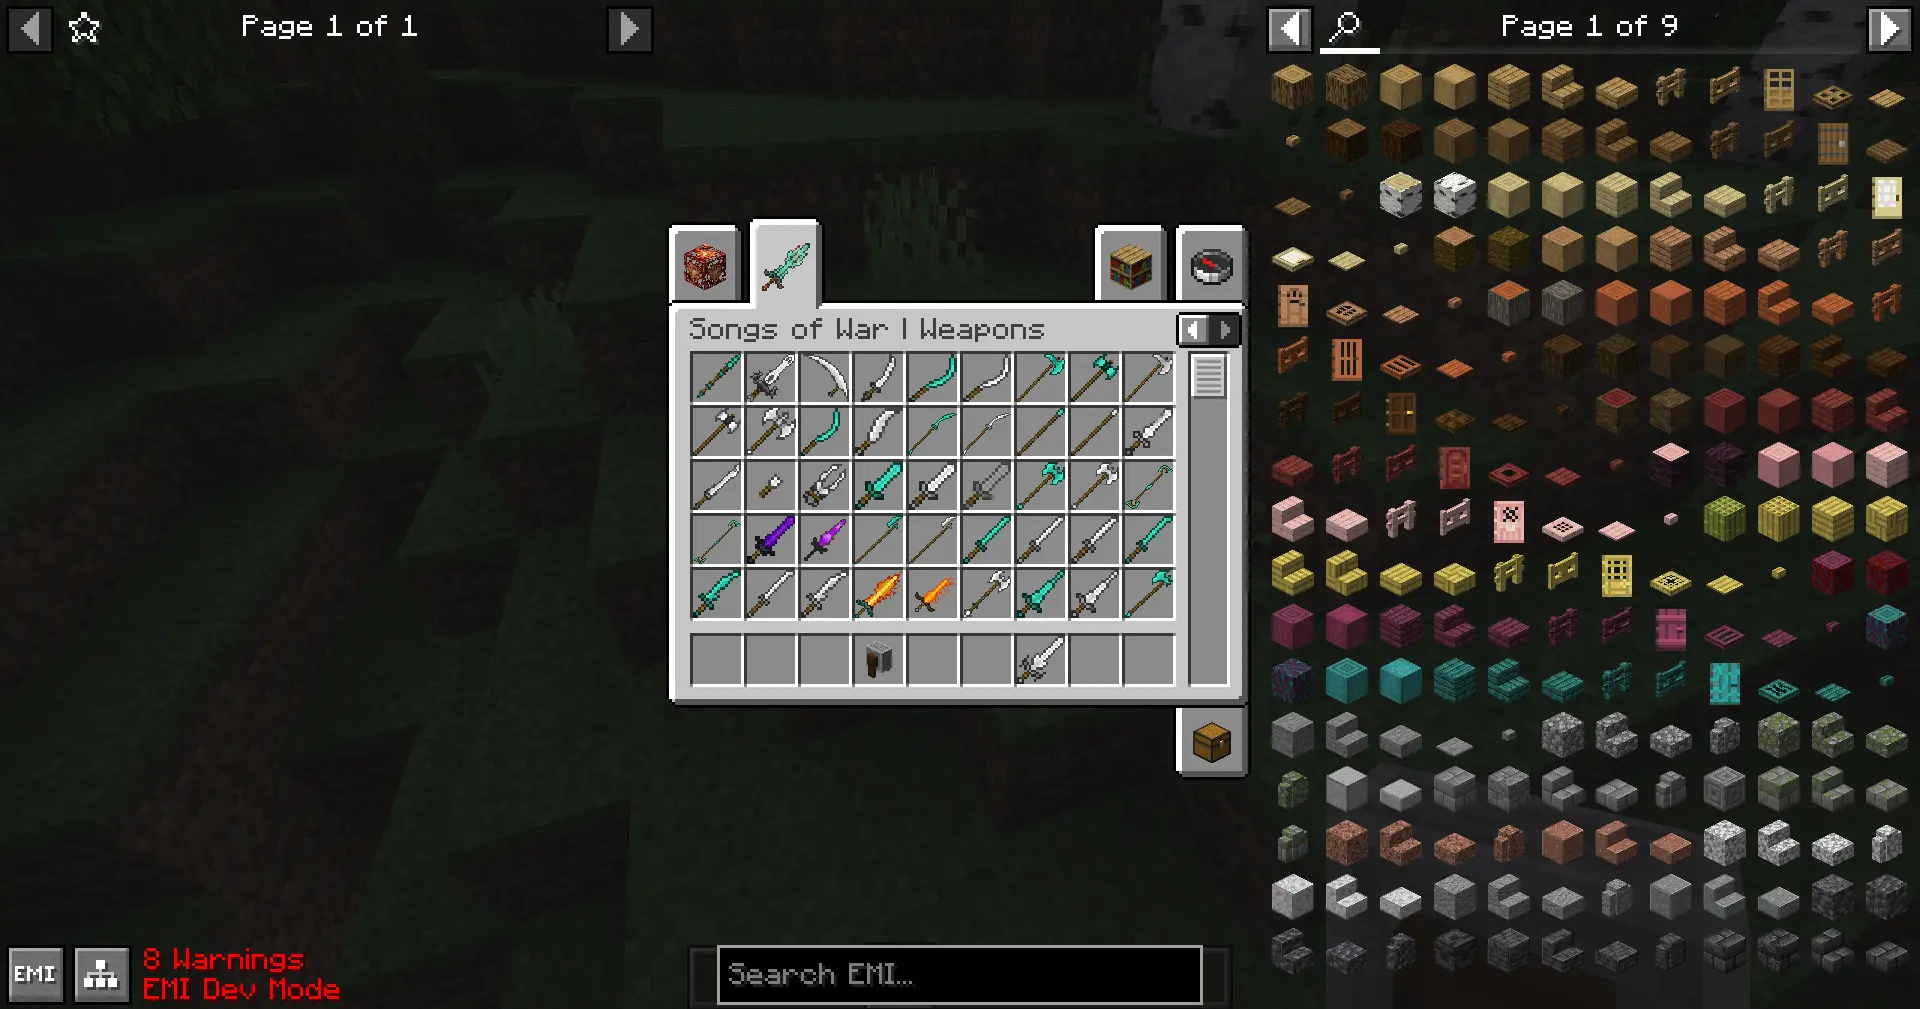 Page 1 of 1
Page 1 of 9
Songs of War | Weapons
8 Warnings
EMI
EMI Dev Mode
Search EMI...